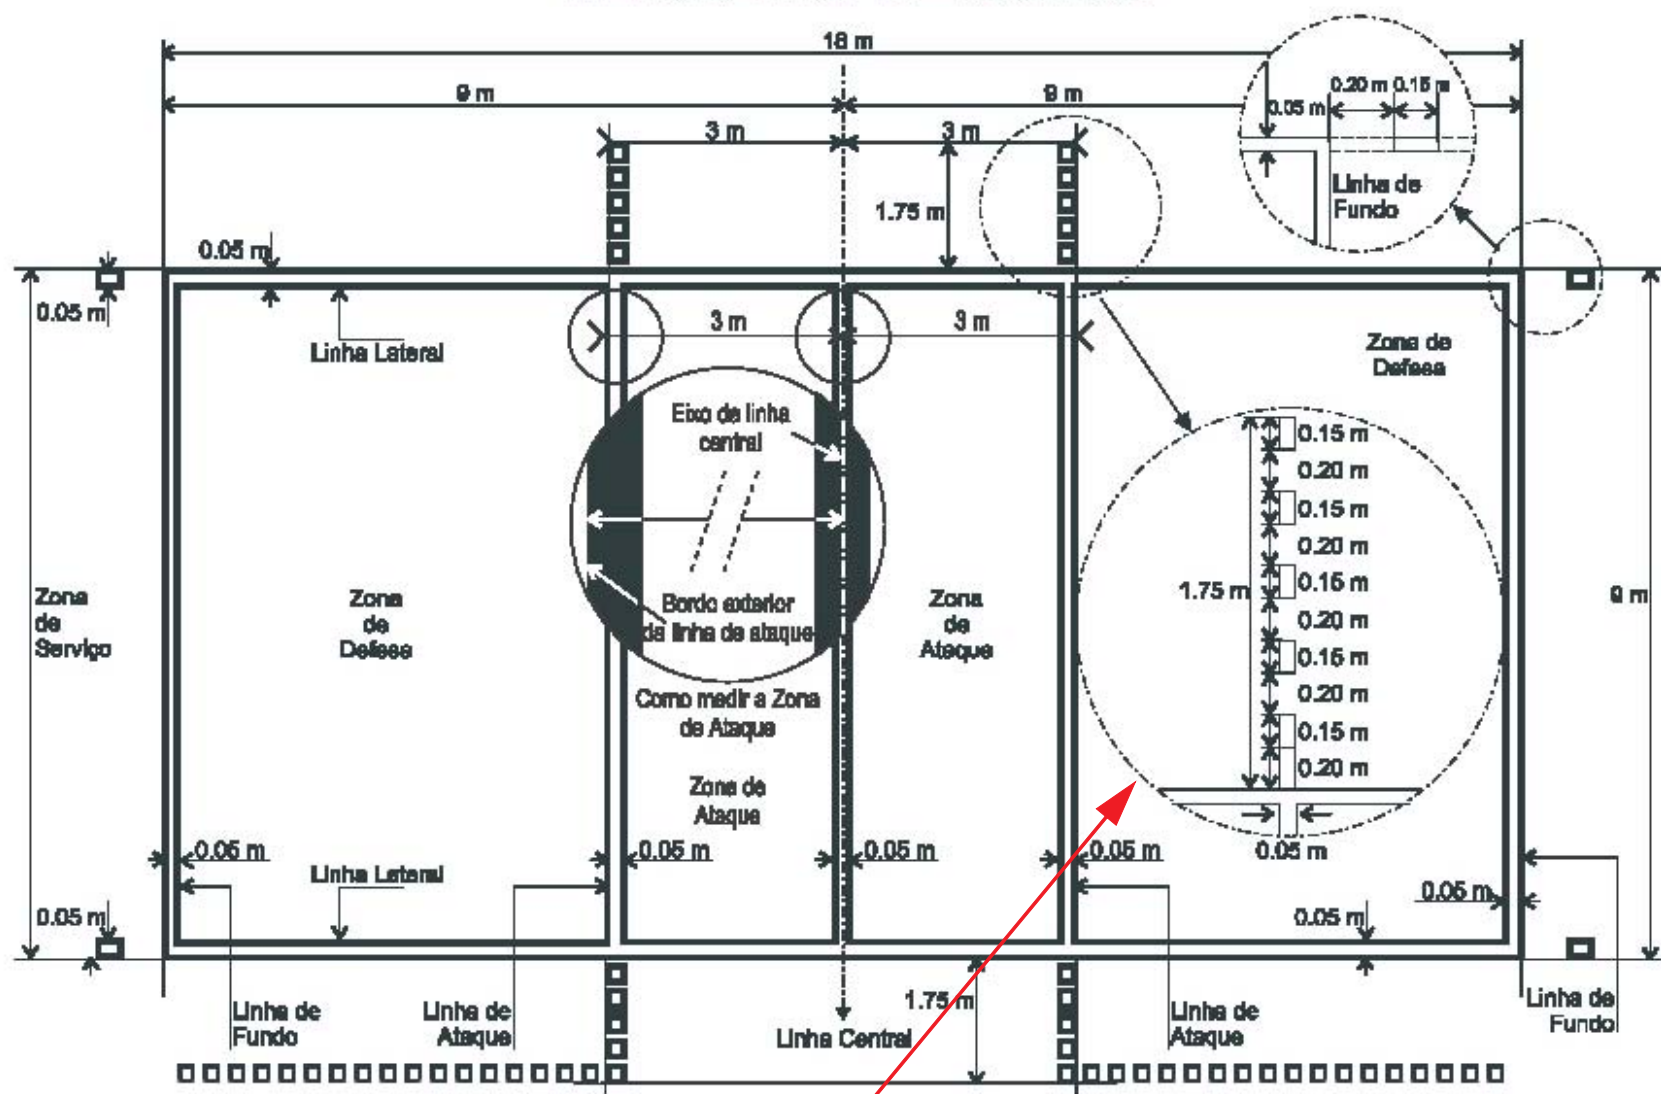 18 m
9 m
9 m
3 m
3 m
1.75 m
0.20 m 0.15 m
0.05 m
Linha de
Fundo
0.05 m
0.05 m
Linha Lateral
3 m
3 m
Zona de
Defesa
Eixo da linha
central
Bordo exterior
da linha de ataque
Como medir a Zona
de Ataque
Zona de
Ataque
Zona
de
Serviço
Zona
de
Defesa
Zona
de
Ataque
1.75 m
0.15 m
0.20 m
0.15 m
0.20 m
0.15 m
0.20 m
0.15 m
0.20 m
0.15 m
0.20 m
0.05 m
9 m
0.05 m
0.05 m
0.05 m
0.05 m
Linha Lateral
0.05 m
0.05 m
0.05 m
Linha de
Fundo
Linha de
Ataque
1.75 m
Linha Central
Linha de
Ataque
Linha de
Fundo